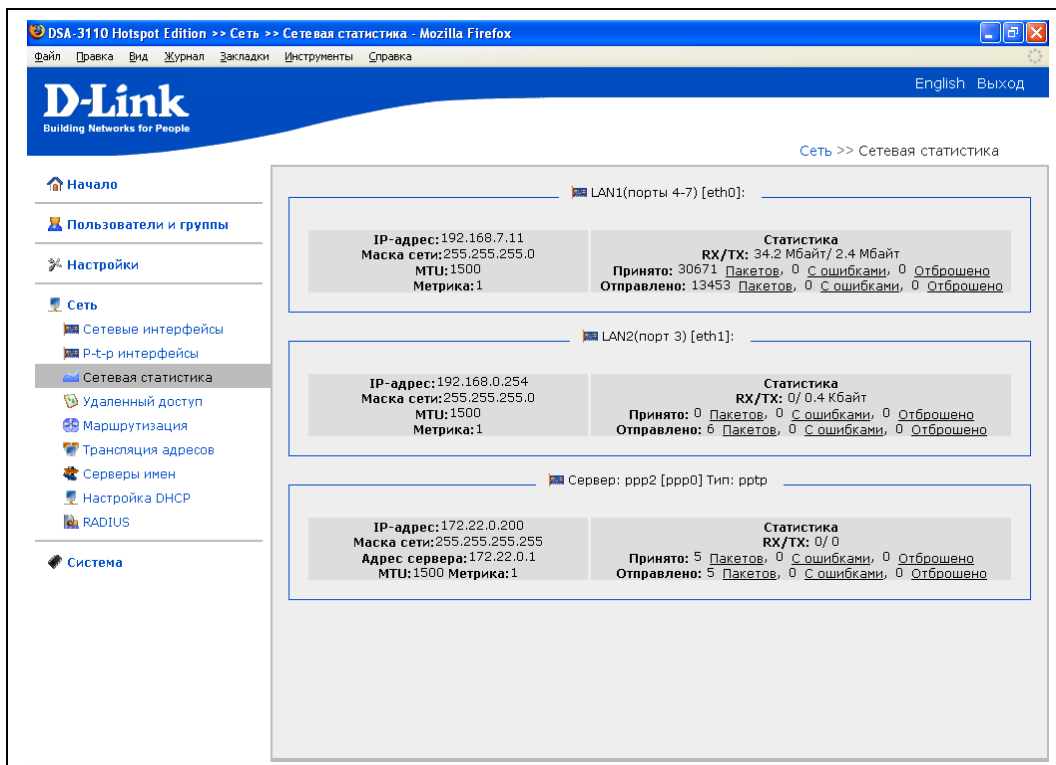 DSA-3110 Hotspot Edition >> Сеть >> Сетевая статистика - Mozilla Firefox
Файл Правка Вид Журнал Закладки Инструменты Справка
English Выход
D-Link
Building Networks for People
Сеть >> Сетевая статистика
Начало
Пользователи и группы
Настройки
Сеть
Сетевые интерфейсы
P-t-p интерфейсы
Сетевая статистика
Удаленный доступ
Маршрутизация
Трансляция адресов
Серверы имен
Настройка DHCP
RADIUS
Система
LAN1(порты 4-7) [eth0]:
IP-адрес:192.168.7.11
Маска сети:255.255.255.0
MTU:1500
Метрика:1
Статистика
RX/TX: 34.2 Мбайт/ 2.4 Мбайт
Принято: 30671 Пакетов, 0 С ошибками, 0 Отброшено
Отправлено: 13453 Пакетов, 0 С ошибками, 0 Отброшено
LAN2(порт 3) [eth1]:
IP-адрес:192.168.0.254
Маска сети:255.255.255.0
MTU:1500
Метрика:1
Статистика
RX/TX: 0/ 0.4 Кбайт
Принято: 0 Пакетов, 0 С ошибками, 0 Отброшено
Отправлено: 6 Пакетов, 0 С ошибками, 0 Отброшено
Сервер: ppp2 [ppp0] Тип: pptp
IP-адрес:172.22.0.200
Маска сети:255.255.255.255
Адрес сервера:172.22.0.1
MTU:1500 Метрика:1
Статистика
RX/TX: 0/ 0
Принято: 5 Пакетов, 0 С ошибками, 0 Отброшено
Отправлено: 5 Пакетов, 0 С ошибками, 0 Отброшено